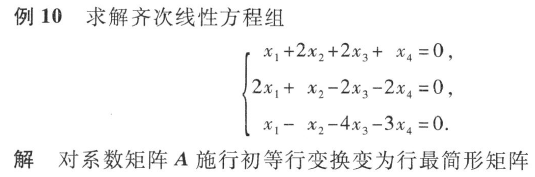 例 10 求解齐次线性方程组
x₁+2x₂+2x₃+ x₄=0,
2x₁+ x₂-2x₃-2x₄=0,
x₁- x₂-4x₃-3x₄=0.
解 对系数矩阵 A 施行初等行变换变为行最简形矩阵